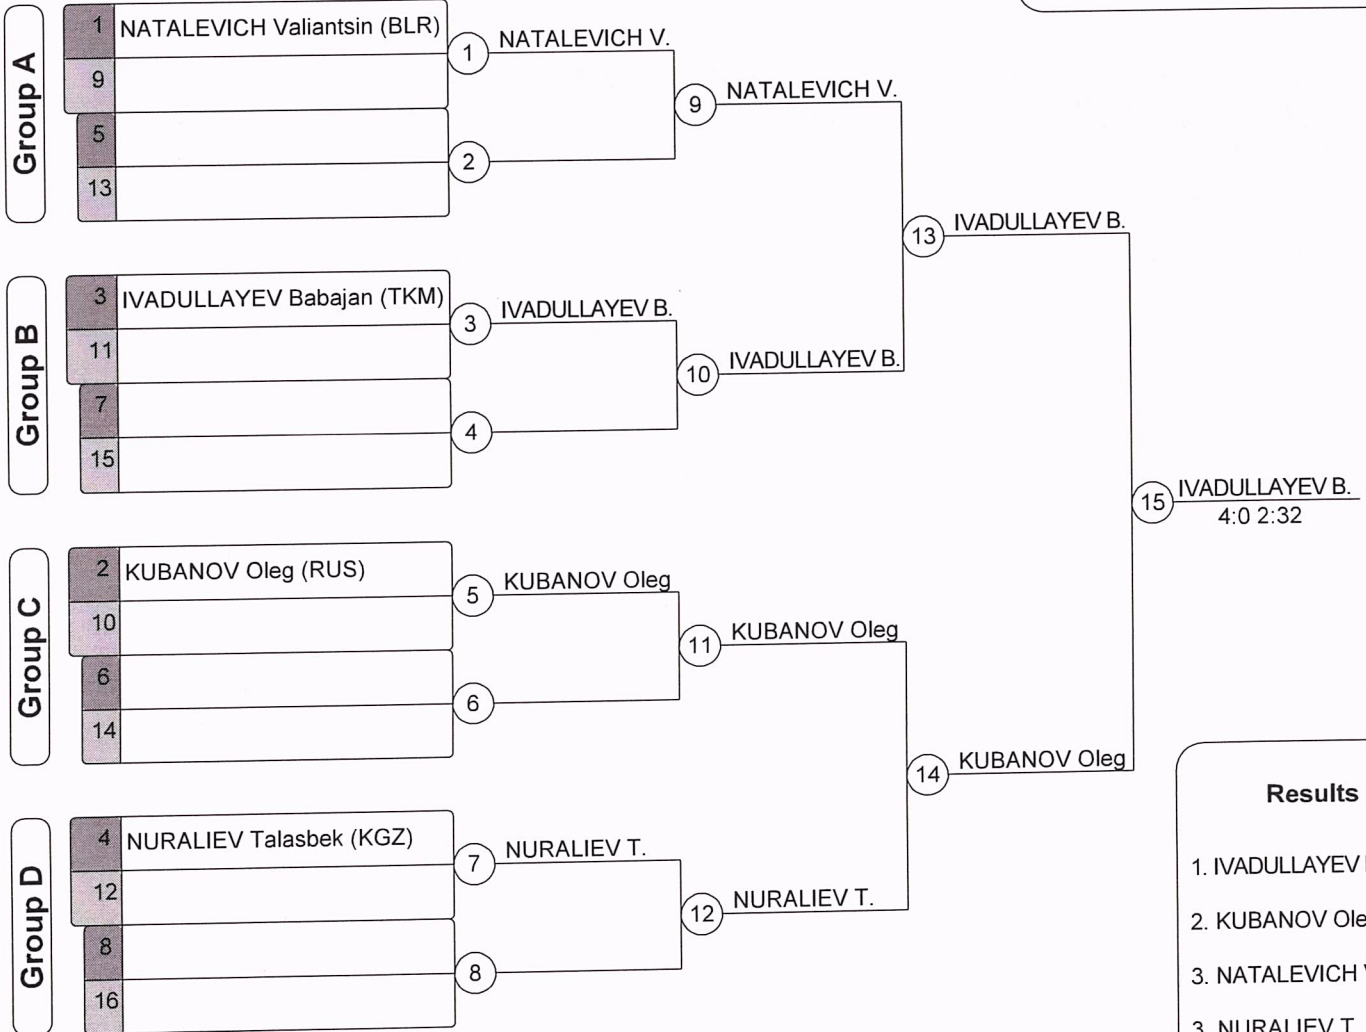 Group A
1 NATALEVICH Valiantsin (BLR)
9
5
13
1 NATALEVICH V.
2
9 NATALEVICH V.
Group B
3 IVADULLAYEV Babajan (TKM)
11
7
15
3 IVADULLAYEV B.
4
10 IVADULLAYEV B.
13 IVADULLAYEV B.
Group C
2 KUBANOV Oleg (RUS)
10
6
14
5 KUBANOV Oleg
6
11 KUBANOV Oleg
Group D
4 NURALIEV Talasbek (KGZ)
12
8
16
7 NURALIEV T.
8
12 NURALIEV T.
14 KUBANOV Oleg
15 IVADULLAYEV B.
4:0 2:32
Results
1. IVADULLAYEV
2. KUBANOV Ole
3. NATALEVICH
3. NURALIEV T.